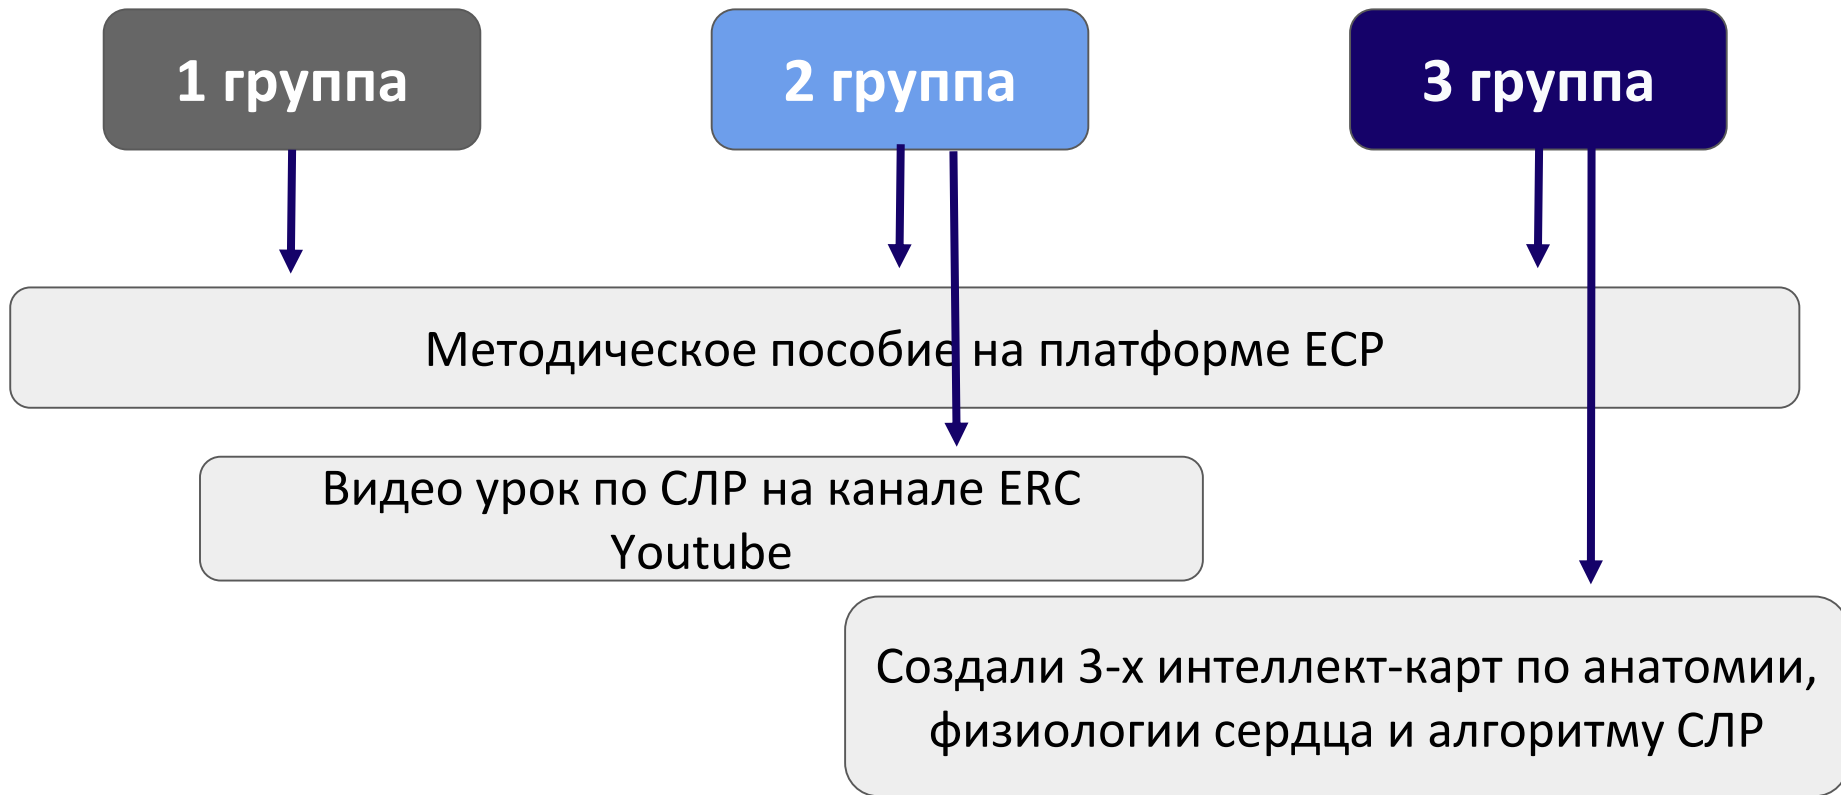 1 группа
2 группа
3 группа
Методическое пособие на платформе ЕСР
Видео урок по СЛР на канале ERC
Youtube
Создали 3-х интеллект-карт по анатомии,
физиологии сердца и алгоритму СЛР